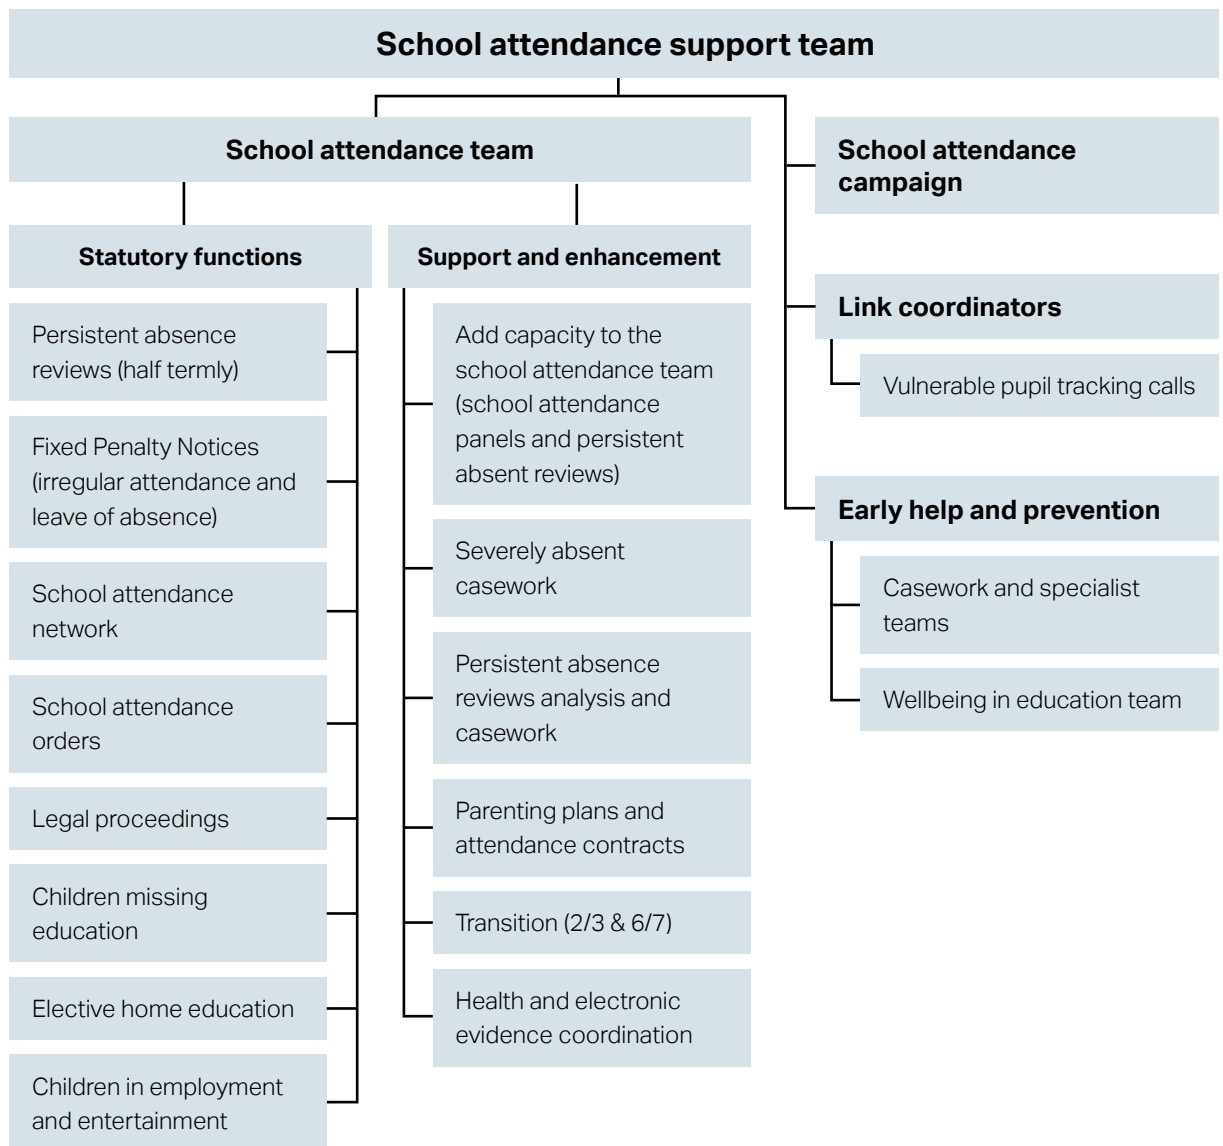 School attendance support team
School attendance team
Statutory functions
Persistent absence
reviews (half termly)
Fixed Penalty Notices
(irregular attendance and
leave of absence)
School attendance
network
School attendance
orders
Legal proceedings
Children missing
education
Elective home education
Children in employment
and entertainment
Support and enhancement
Add capacity to the
school attendance team
(school attendance
panels and persistent
absent reviews)
Severely absent
casework
Persistent absence
reviews analysis and
casework
Parenting plans and
attendance contracts
Transition (2/3 & 6/7)
Health and electronic
evidence coordination
School attendance
campaign
Link coordinators
Vulnerable pupil tracking calls
Early help and prevention
Casework and specialist
teams
Wellbeing in education team